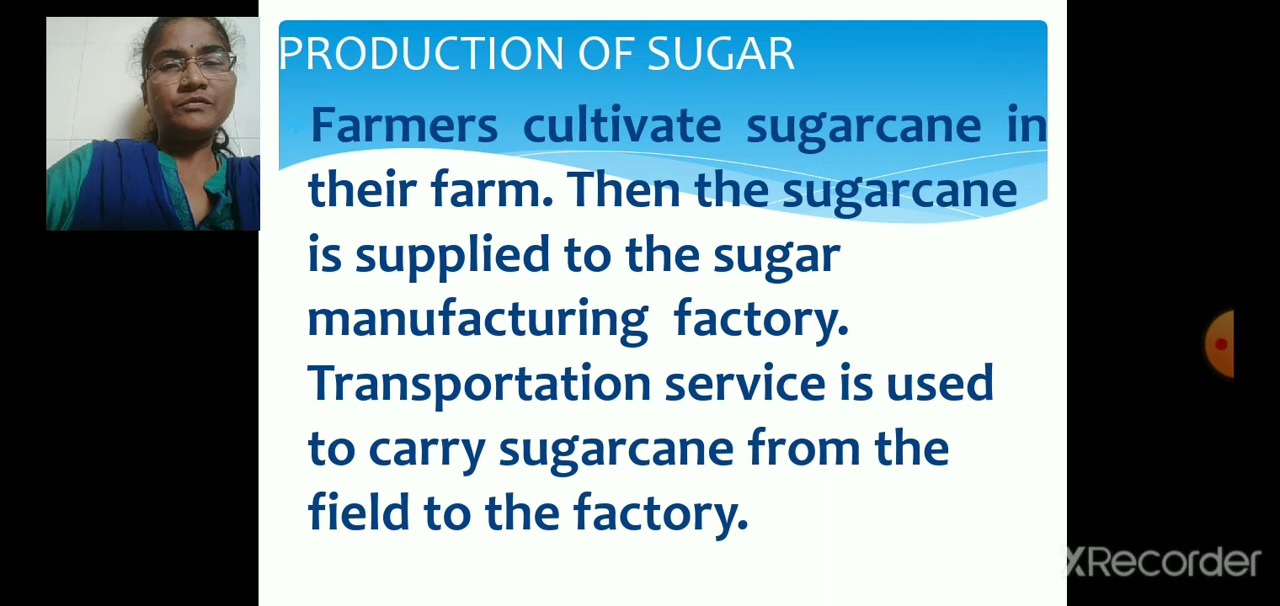 PRODUCTION OF SUGAR
Farmers cultivate sugarcane in
their farm. Then the sugarcane
is supplied to the sugar
manufacturing factory.
Transportation service is used
to carry sugarcane from the
field to the factory.
XRecorder